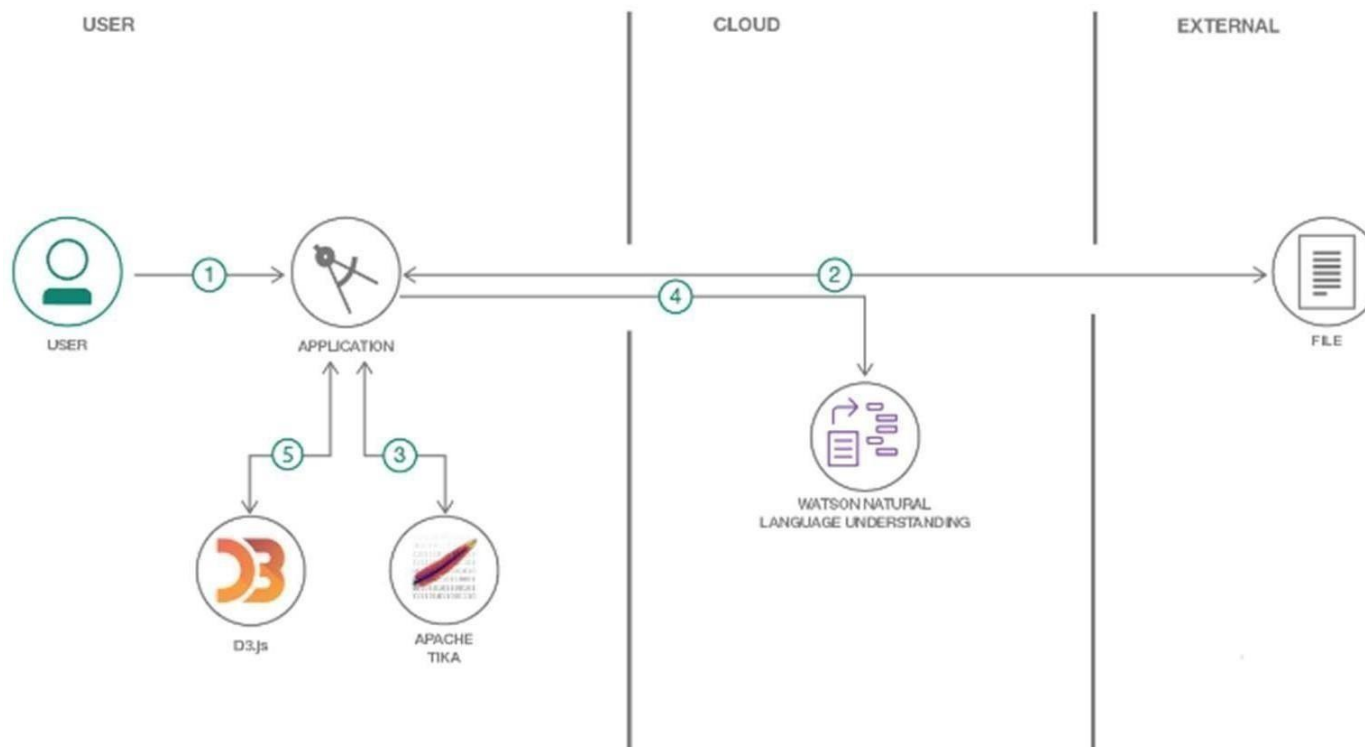 USER
CLOUD
EXTERNAL
1
2
4
USER
APPLICATION
FILE
5
3
WATSON NATURAL
LANGUAGE UNDERSTANDING
D3.js
APACHE
TIKA